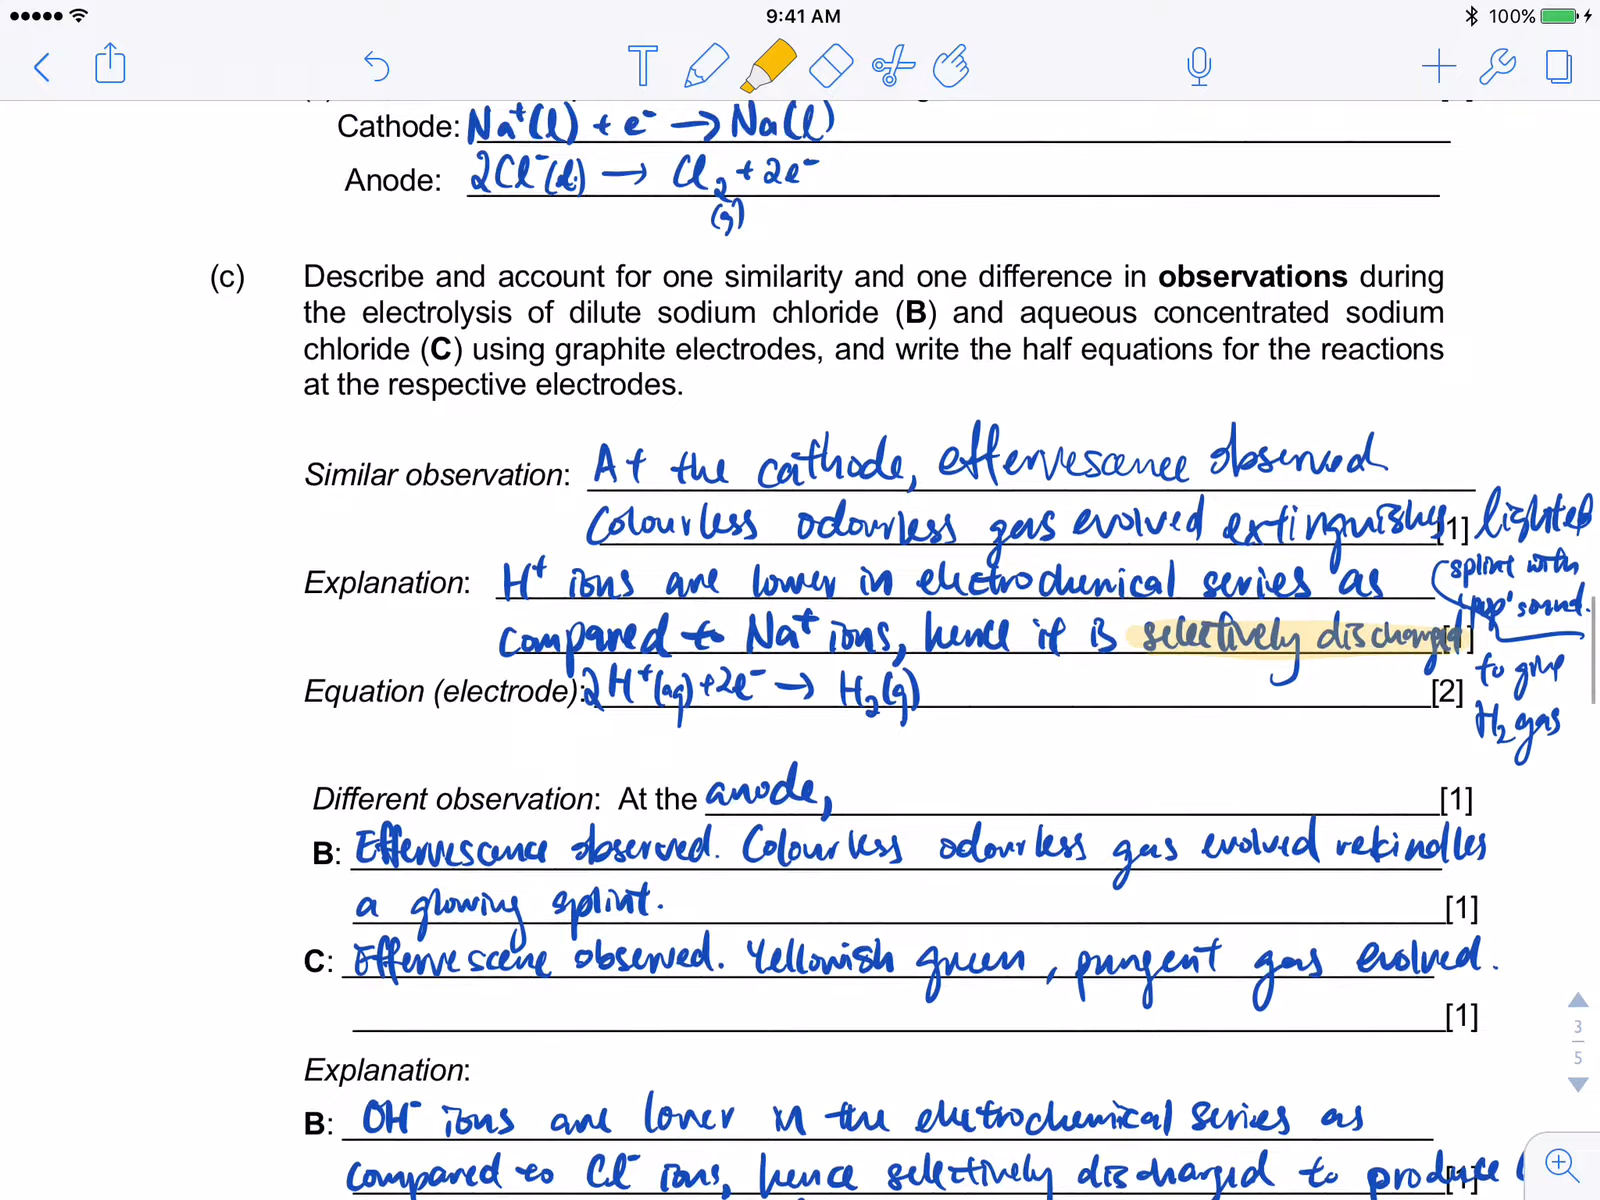 9:41 AM
100%
T
Cathode: Na⁺(l) + e⁻ → Na(l)
Anode: 2Cl⁻(l) → Cl₂ + 2e⁻
(g)
(c) Describe and account for one similarity and one difference in observations during
the electrolysis of dilute sodium chloride (B) and aqueous concentrated sodium
chloride (C) using graphite electrodes, and write the half equations for the reactions
at the respective electrodes.
Similar observation: At the cathode, effervescence observed
Colourless odourless gas evolved extinguishes [1] lighted
splint with
'pop' sound.
Explanation: H⁺ ions are lower in electrochemical series as
compared to Na⁺ ions, hence it is selectively discharged [1]
to give
H₂ gas
Equation (electrode): 2H⁺(aq) + 2e⁻ → H₂(g) [2]
Different observation: At the anode, [1]
B: Effervescence observed. Colourless odourless gas evolved rekindles
a glowing splint. [1]
C: Effervescence observed. Yellowish green, pungent gas evolved.
[1]
Explanation:
B: OH⁻ ions are lower in the electrochemical series as
compared to Cl⁻ ions, hence selectively discharged to produce [1]
3
5